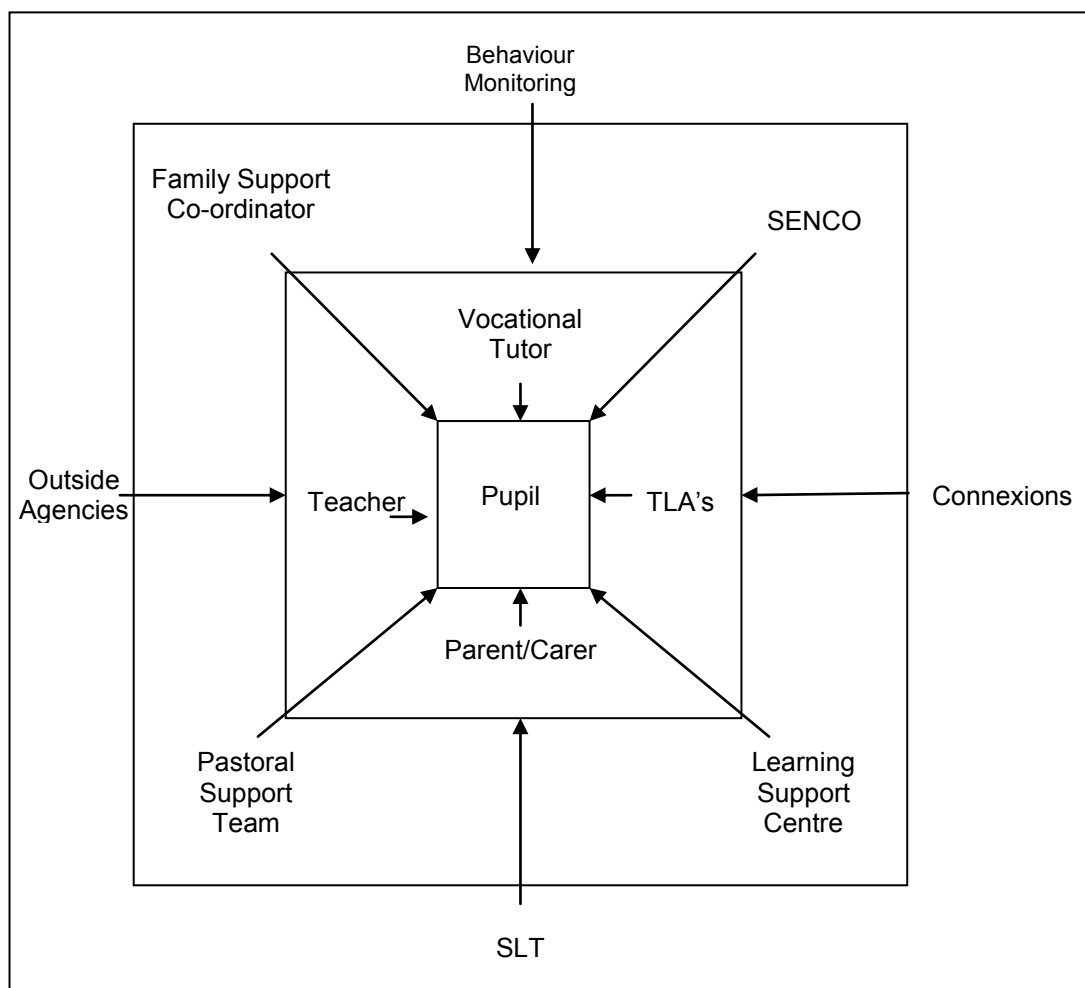 Behaviour
Monitoring
Family Support
Co-ordinator
SENCO
Vocational
Tutor
Outside
Agencies
Teacher
Pupil
TLA's
Connexions
Parent/Carer
Pastoral
Support
Team
Learning
Support
Centre
SLT